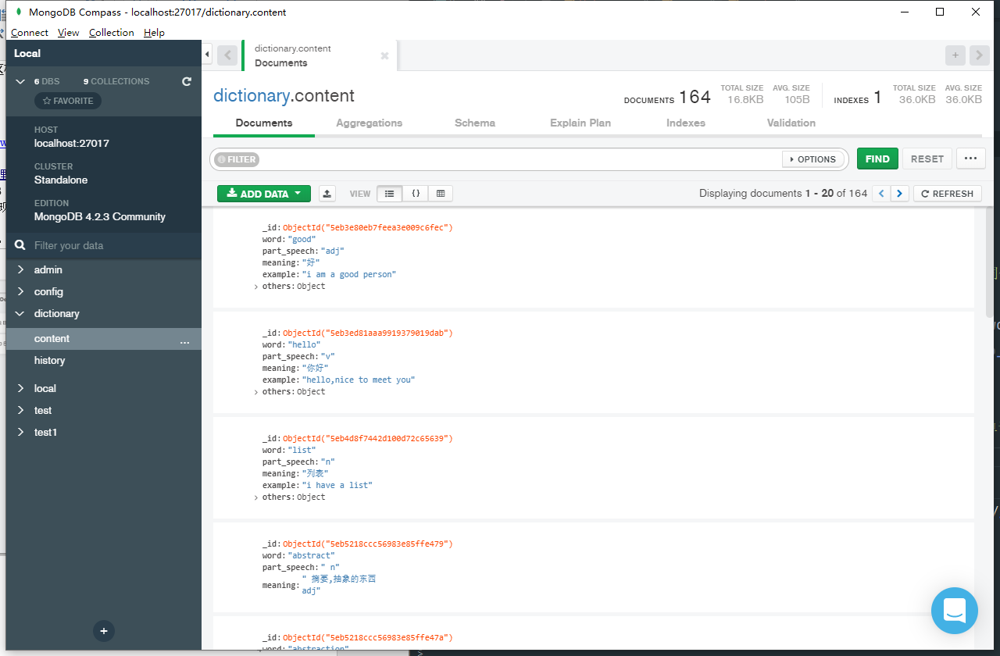 MongoDB Compass - localhost:27017/dictionary.content
Connect View Collection Help
Local
6 DBS 9 COLLECTIONS
FAVORITE
HOST
localhost:27017
CLUSTER
Standalone
EDITION
MongoDB 4.2.3 Community
Filter your data
admin
config
dictionary
content ...
history
local
test
test1
+
dictionary.content
Documents
dictionary.content
DOCUMENTS 164 TOTAL SIZE 16.8KB AVG. SIZE 105B
INDEXES 1 TOTAL SIZE 36.0KB AVG. SIZE 36.0KB
Documents Aggregations Schema Explain Plan Indexes Validation
FILTER OPTIONS FIND RESET ...
ADD DATA VIEW {} Displaying documents 1 - 20 of 164 < > REFRESH
_id: ObjectId("5eb3e80eb7feea3e009c6fec")
word: "good"
part_speech: "adj"
meaning: "好"
example: "i am a good person"
> others: Object
_id: ObjectId("5eb3ed81aaa9919379019dab")
word: "hello"
part_speech: "v"
meaning: "你好"
example: "hello,nice to meet you"
> others: Object
_id: ObjectId("5eb4d8f7442d100d72c65639")
word: "list"
part_speech: "n"
meaning: "列表"
example: "i have a list"
> others: Object
_id: ObjectId("5eb5218ccc56983e85ffe479")
word: "abstract"
part_speech: " n"
meaning: " 摘要,抽象的东西
adj"
_id: ObjectId("5eb5218ccc56983e85ffe47a")
word: "abstraction"